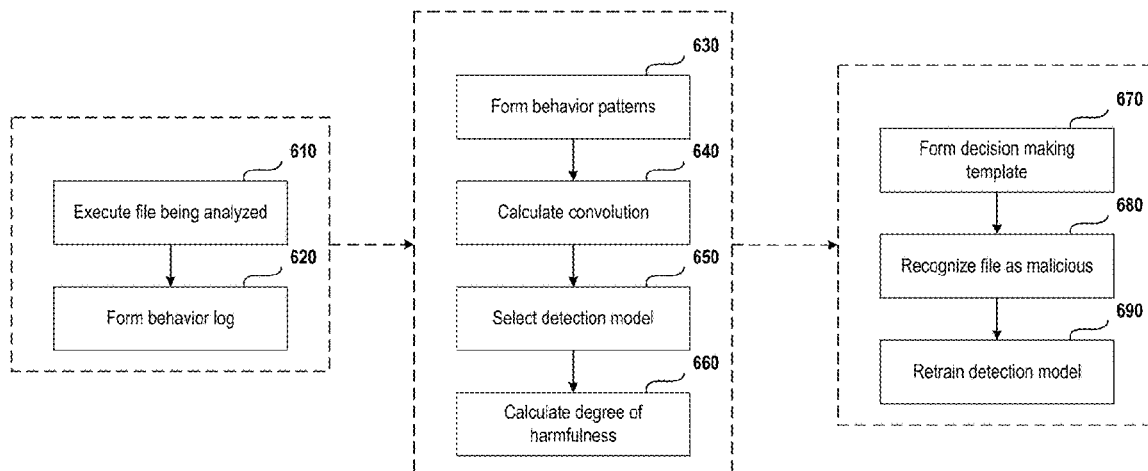 610
Execute file being analyzed
620
Form behavior log
630
Form behavior patterns
640
Calculate convolution
650
Select detection model
660
Calculate degree of
harmfulness
670
Form decision making
template
680
Recognize file as malicious
690
Retrain detection model